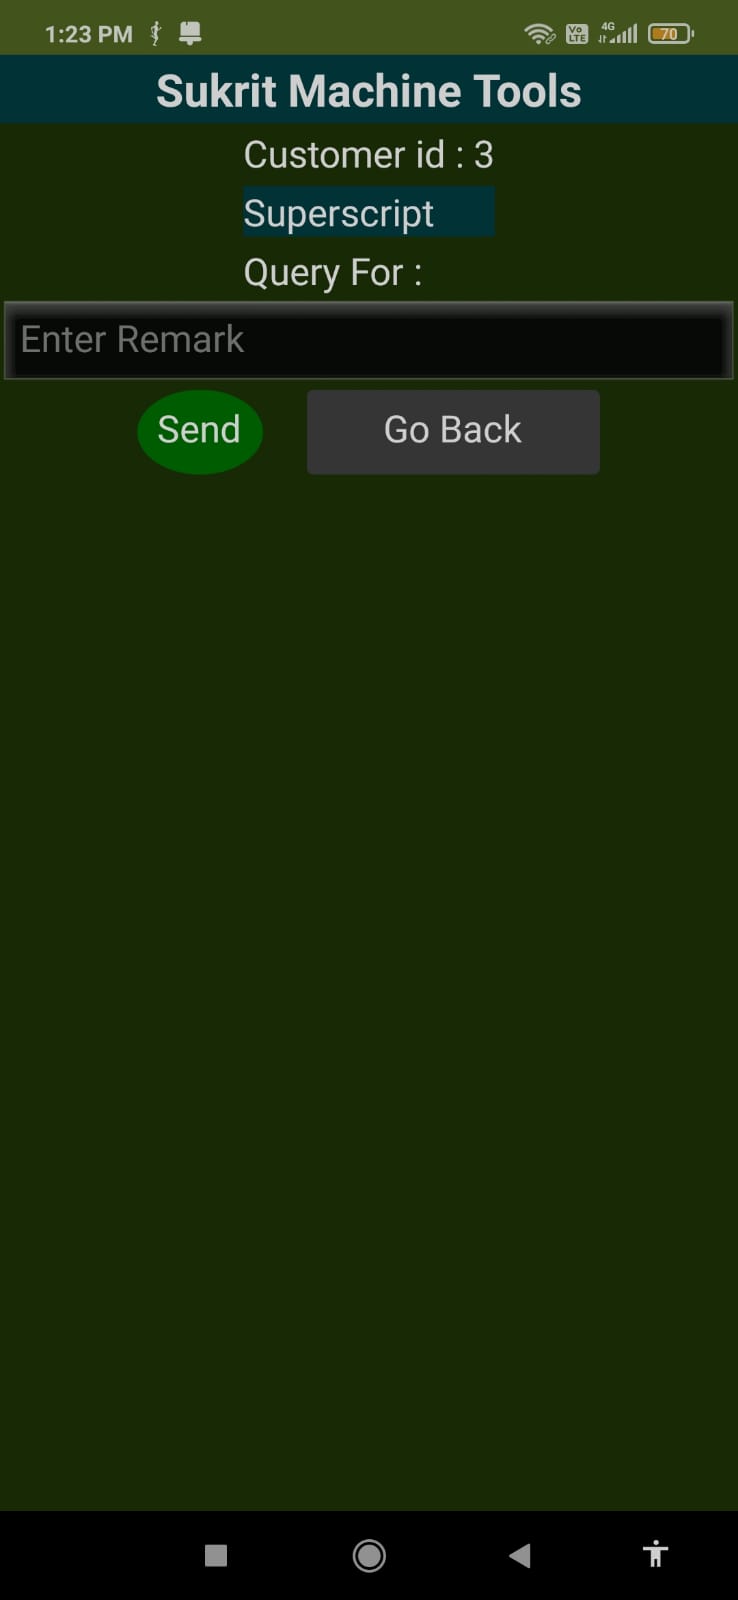 1:23 PM Vo LTE 4G 70
Sukrit Machine Tools
Customer id : 3
Superscript
Query For :
Enter Remark
Send Go Back